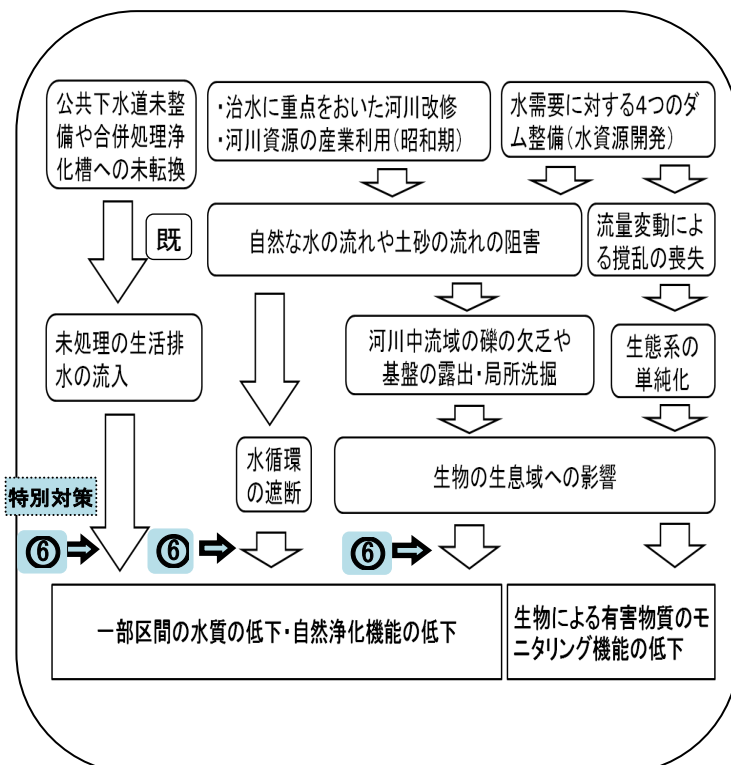 公共下水道未整
備や合併処理浄
化槽への未転換
・治水に重点をおいた河川改修
・河川資源の産業利用(昭和期)
水需要に対する4つのダ
ム整備(水資源開発)
既
自然な水の流れや土砂の流れの阻害
流量変動によ
る撹乱の喪失
未処理の生活排
水の流入
河川中流域の礫の欠乏や
基盤の露出・局所洗掘
生態系の
単純化
水循環
の遮断
生物の生息域への影響
特別対策
⑥
⑥
⑥
一部区間の水質の低下・自然浄化機能の低下
生物による有害物質のモ
ニタリング機能の低下